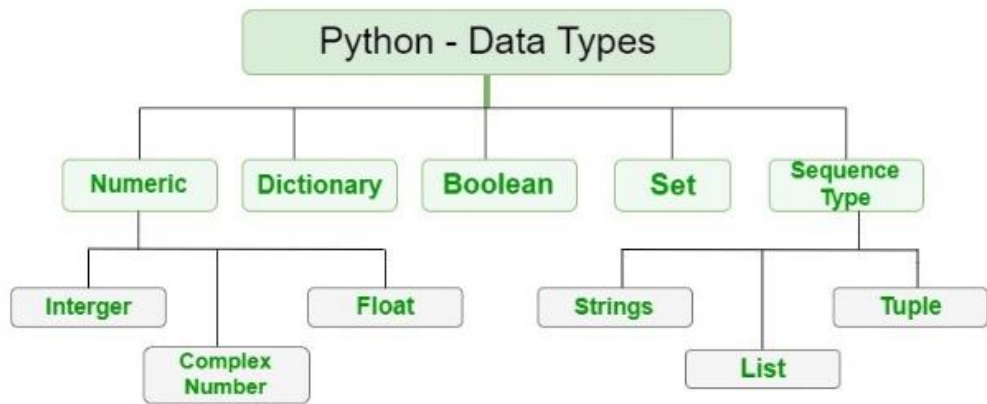 Python - Data Types
Numeric
Dictionary
Boolean
Set
Sequence
Type
Interger
Complex
Number
Float
Strings
List
Tuple